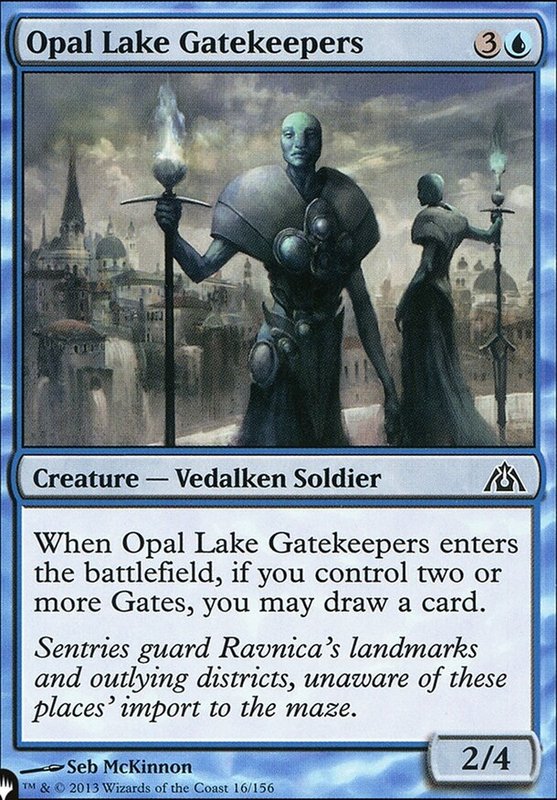 Opal Lake Gatekeepers 3
Creature — Vedalken Soldier
When Opal Lake Gatekeepers enters
the battlefield, if you control two or
more Gates, you may draw a card.
Sentries guard Ravnica's landmarks
and outlying districts, unaware of these
places' import to the maze.
2/4
Seb McKinnon
™ & © 2013 Wizards of the Coast 16/156